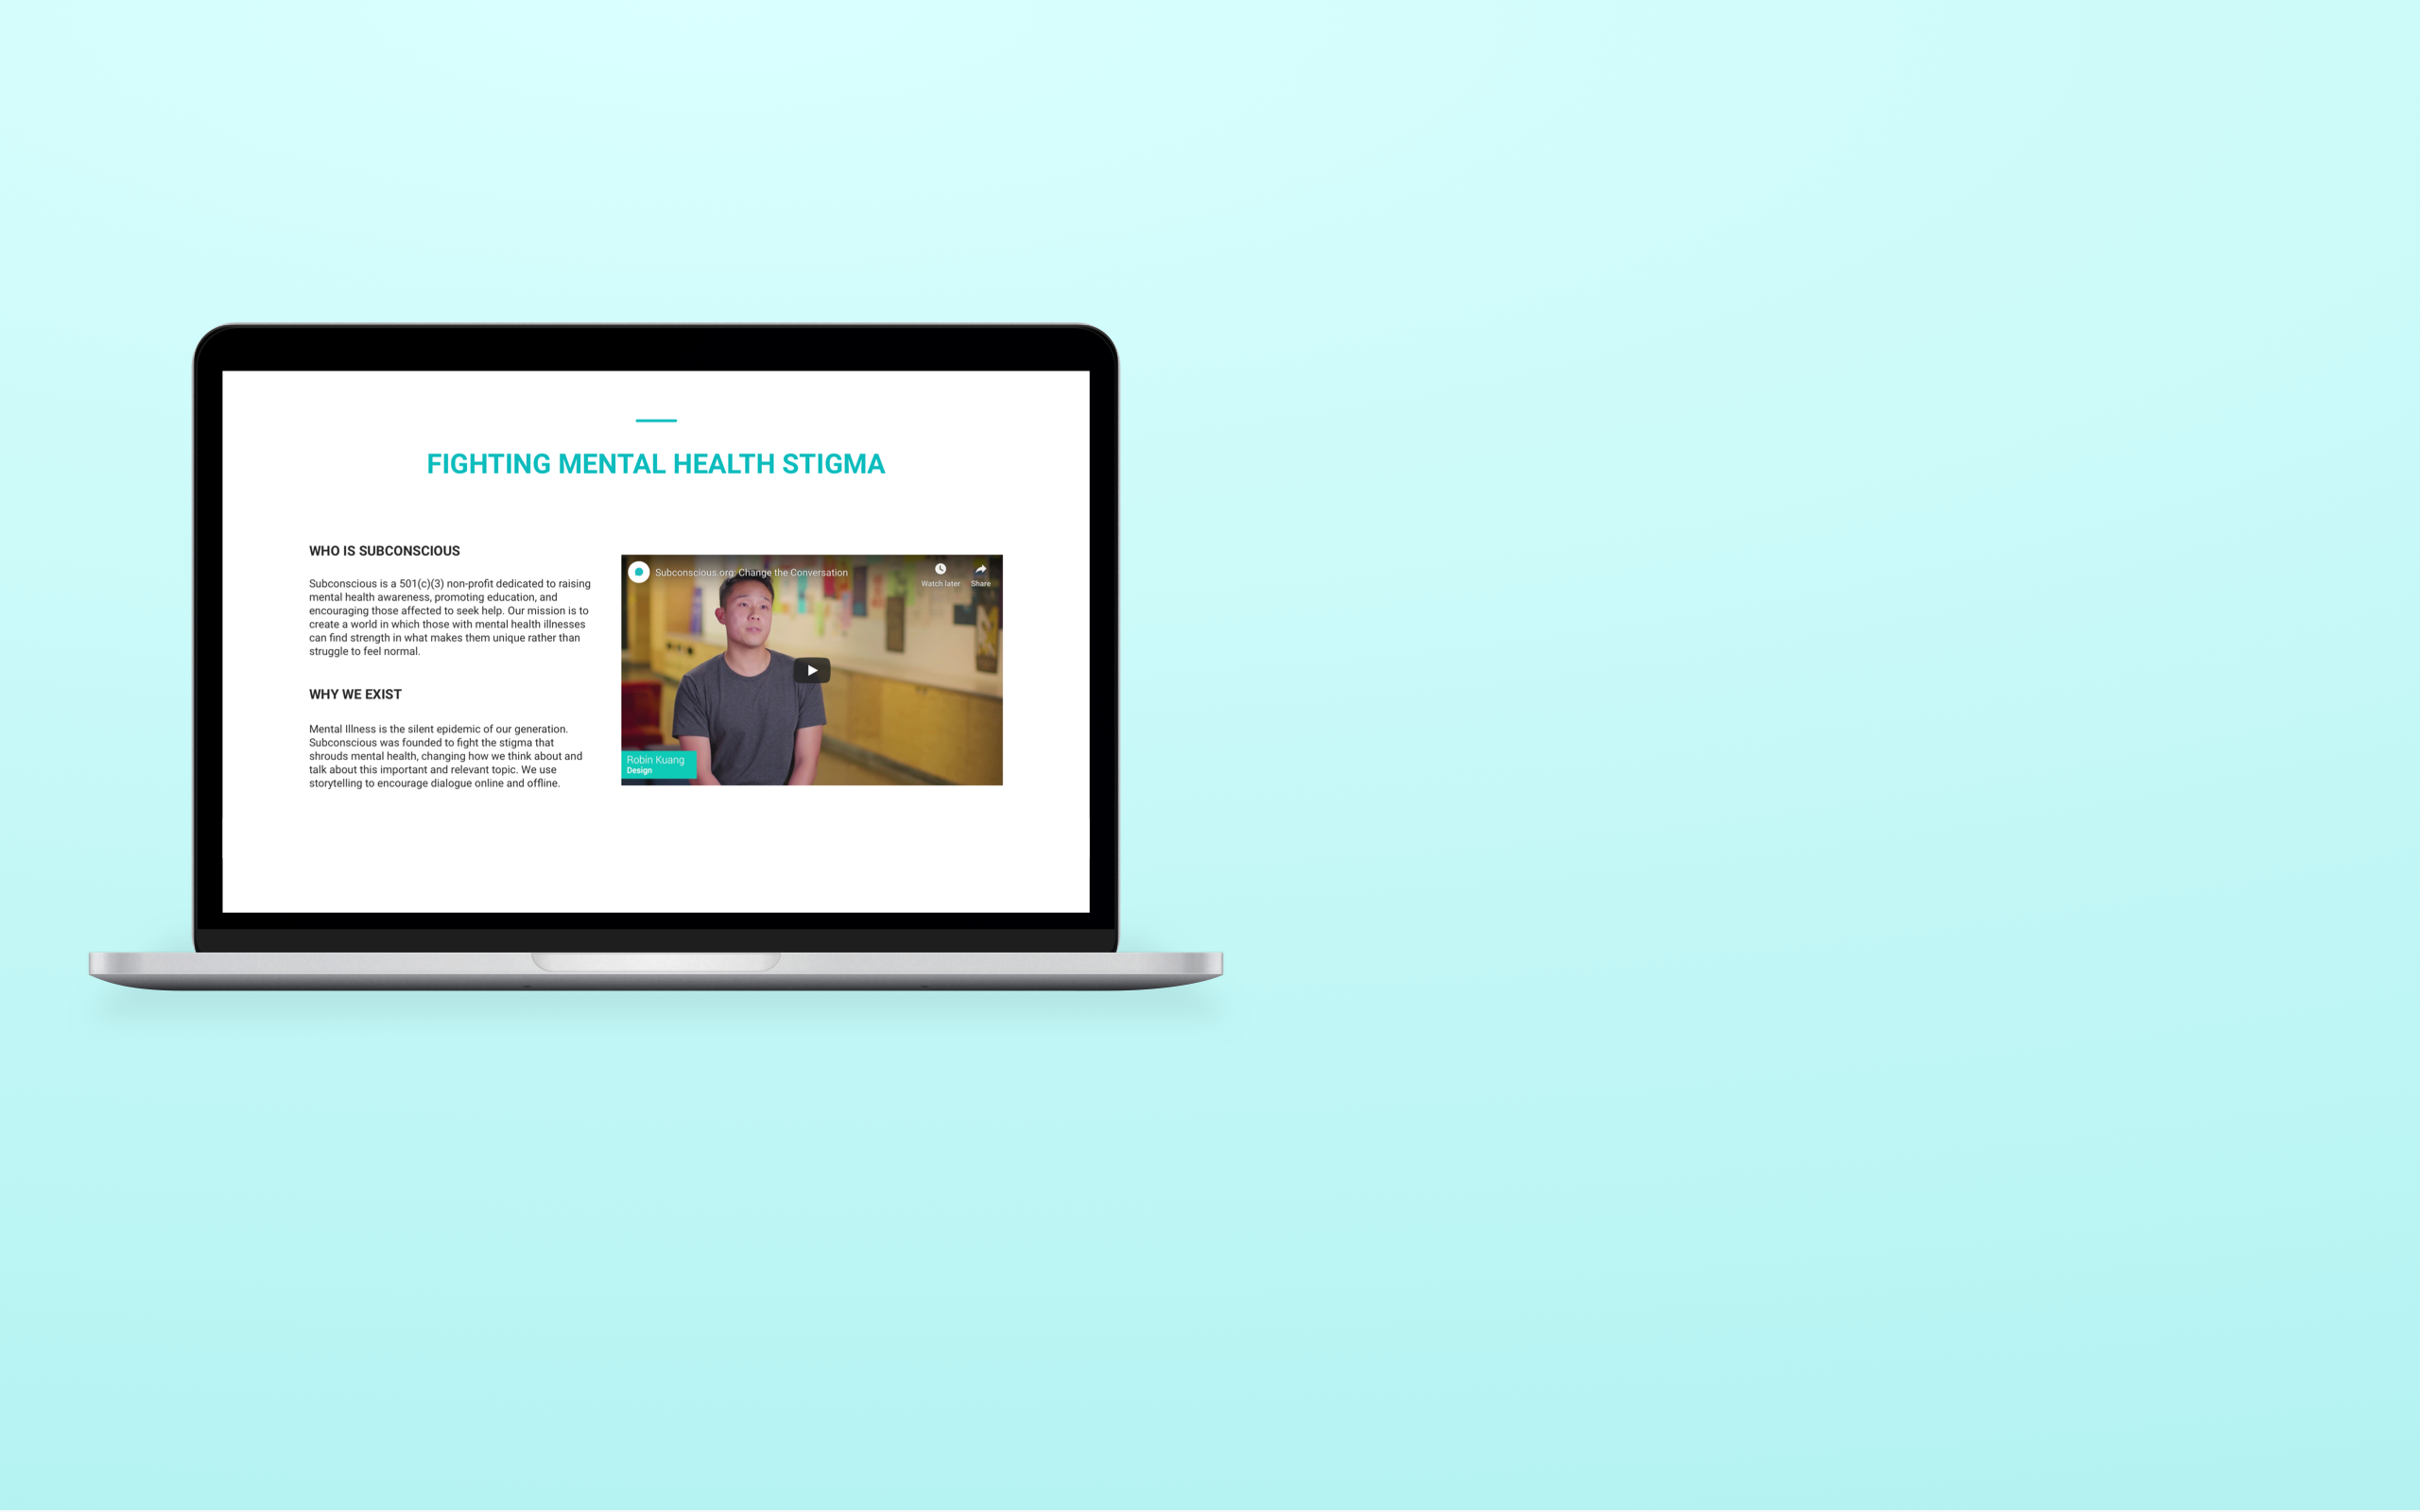 FIGHTING MENTAL HEALTH STIGMA
WHO IS SUBCONSCIOUS
Subconscious is a 501(c)(3) non-profit dedicated to raising
mental health awareness, promoting education, and
encouraging those affected to seek help. Our mission is to
create a world in which those with mental health illnesses
can find strength in what makes them unique rather than
struggle to feel normal.
WHY WE EXIST
Mental Illness is the silent epidemic of our generation.
Subconscious was founded to fight the stigma that
shrouds mental health, changing how we think about and
talk about this important and relevant topic. We use
storytelling to encourage dialogue online and offline.
Subconscious.org: Change the Conversation
Watch later
Share
Robin Kuang
Design